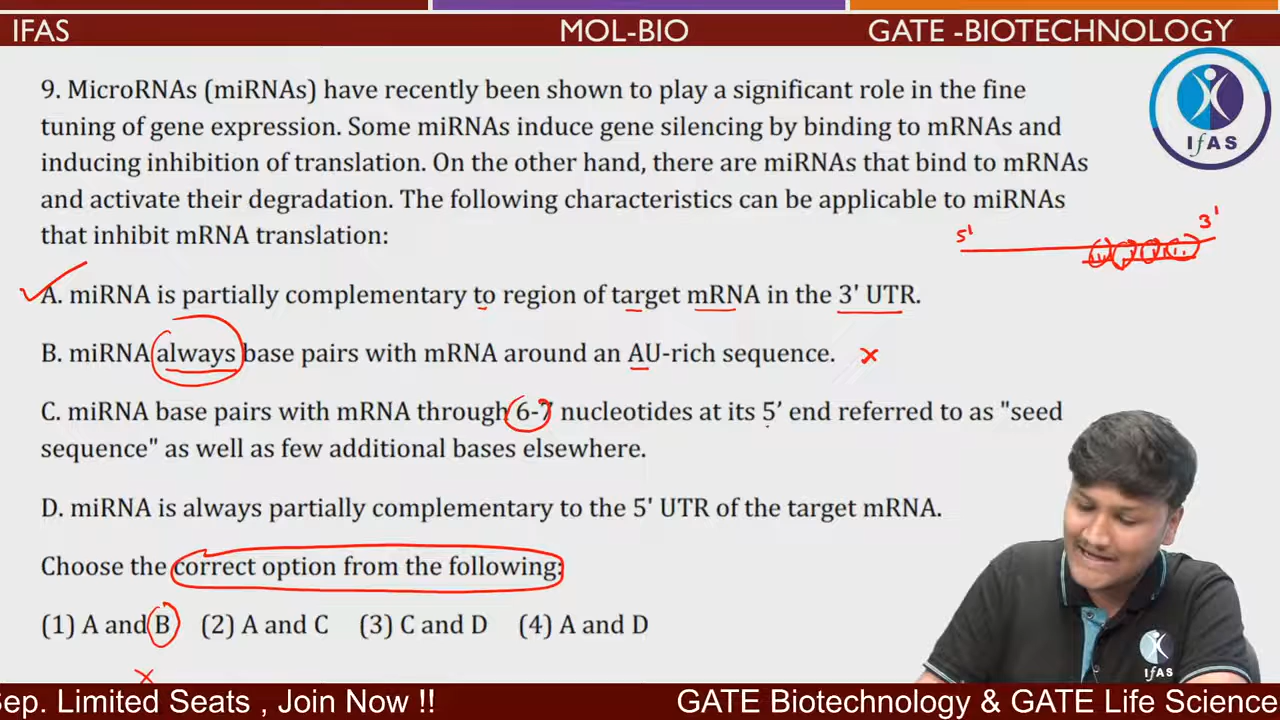 IFAS MOL-BIO GATE -BIOTECHNOLOGY
9. MicroRNAs (miRNAs) have recently been shown to play a significant role in the fine
tuning of gene expression. Some miRNAs induce gene silencing by binding to mRNAs and
inducing inhibition of translation. On the other hand, there are miRNAs that bind to mRNAs
and activate their degradation. The following characteristics can be applicable to miRNAs
that inhibit mRNA translation:
IfAS
5' 3'
A. miRNA is partially complementary to region of target mRNA in the 3' UTR.
B. miRNA always base pairs with mRNA around an AU-rich sequence. x
C. miRNA base pairs with mRNA through 6-7 nucleotides at its 5’ end referred to as "seed
sequence" as well as few additional bases elsewhere.
D. miRNA is always partially complementary to the 5' UTR of the target mRNA.
Choose the correct option from the following:
(1) A and B (2) A and C (3) C and D (4) A and D
x
IfAS
Sep. Limited Seats , Join Now !! GATE Biotechnology & GATE Life Science